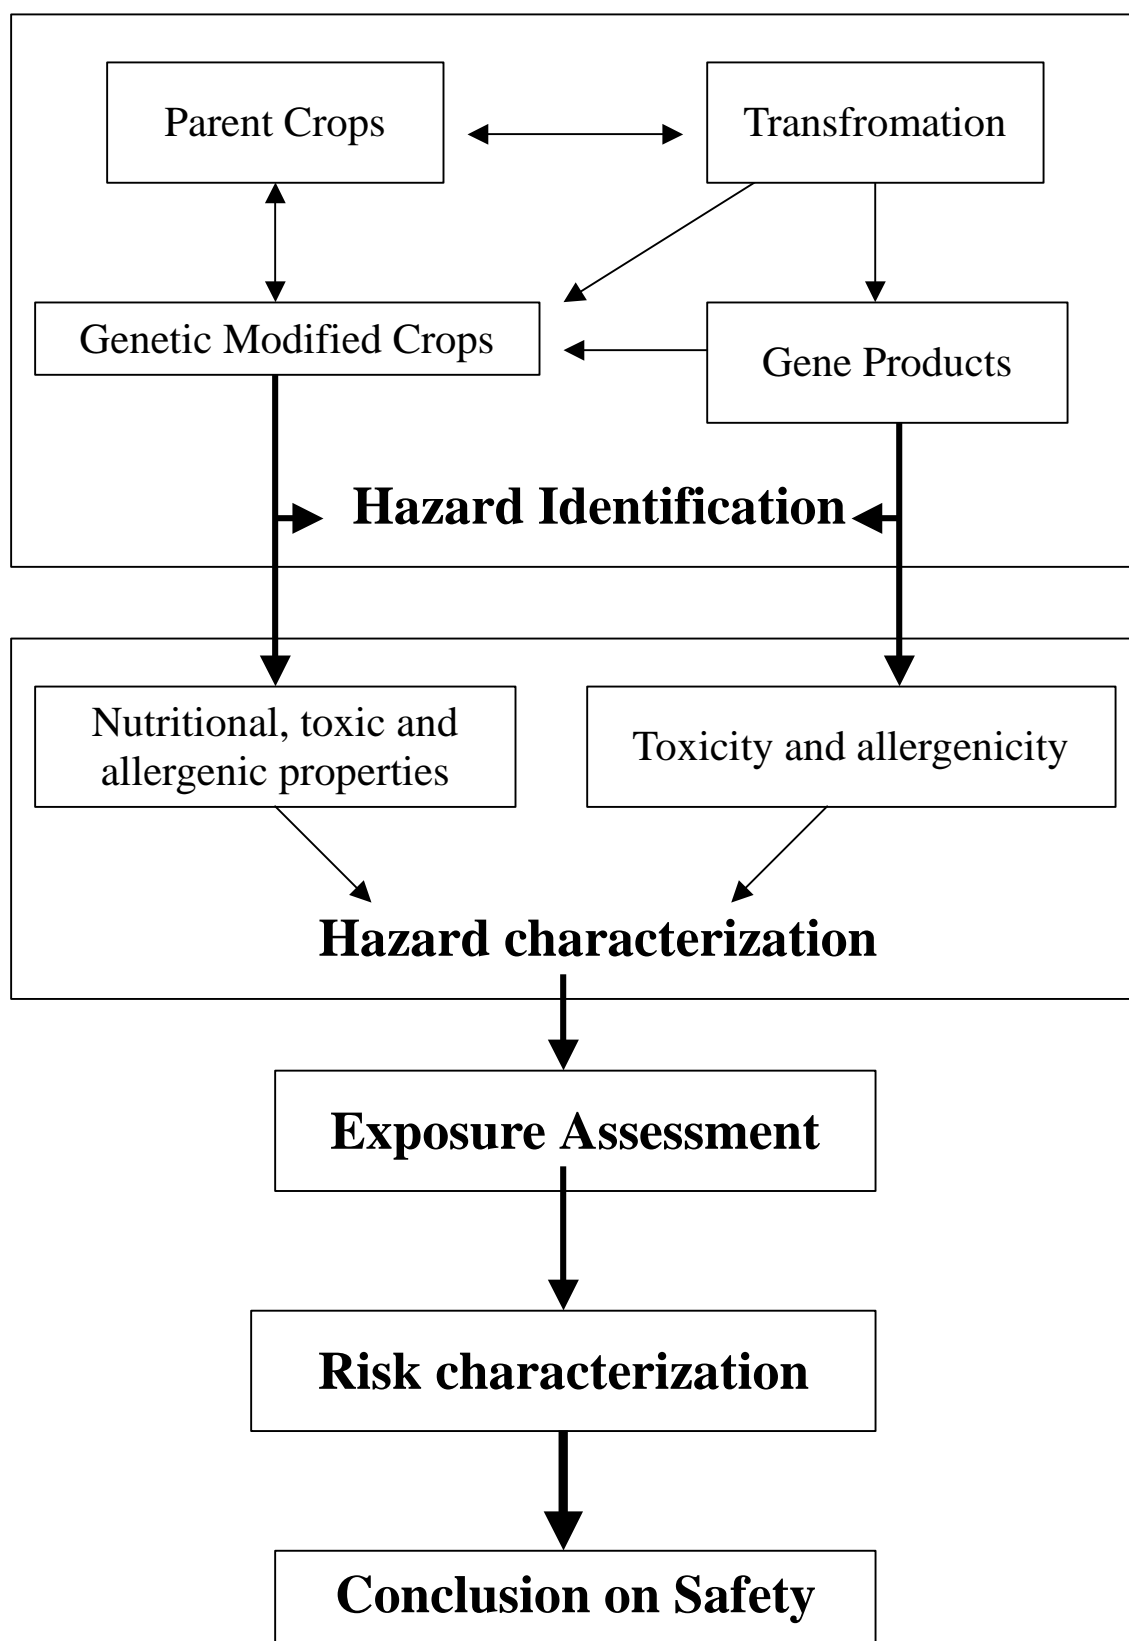 Parent Crops
Transfromation
Genetic Modified Crops
Gene Products
Hazard Identification
Nutritional, toxic and
allergenic properties
Toxicity and allergenicity
Hazard characterization
Exposure Assessment
Risk characterization
Conclusion on Safety